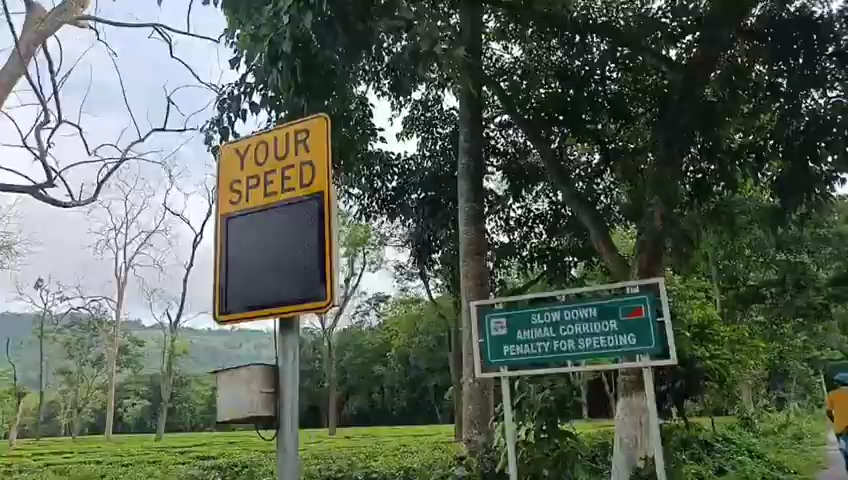 YOUR
SPEED
SLOW DOWN
ANIMAL CORRIDOR
PENALTY FOR SPEEDING